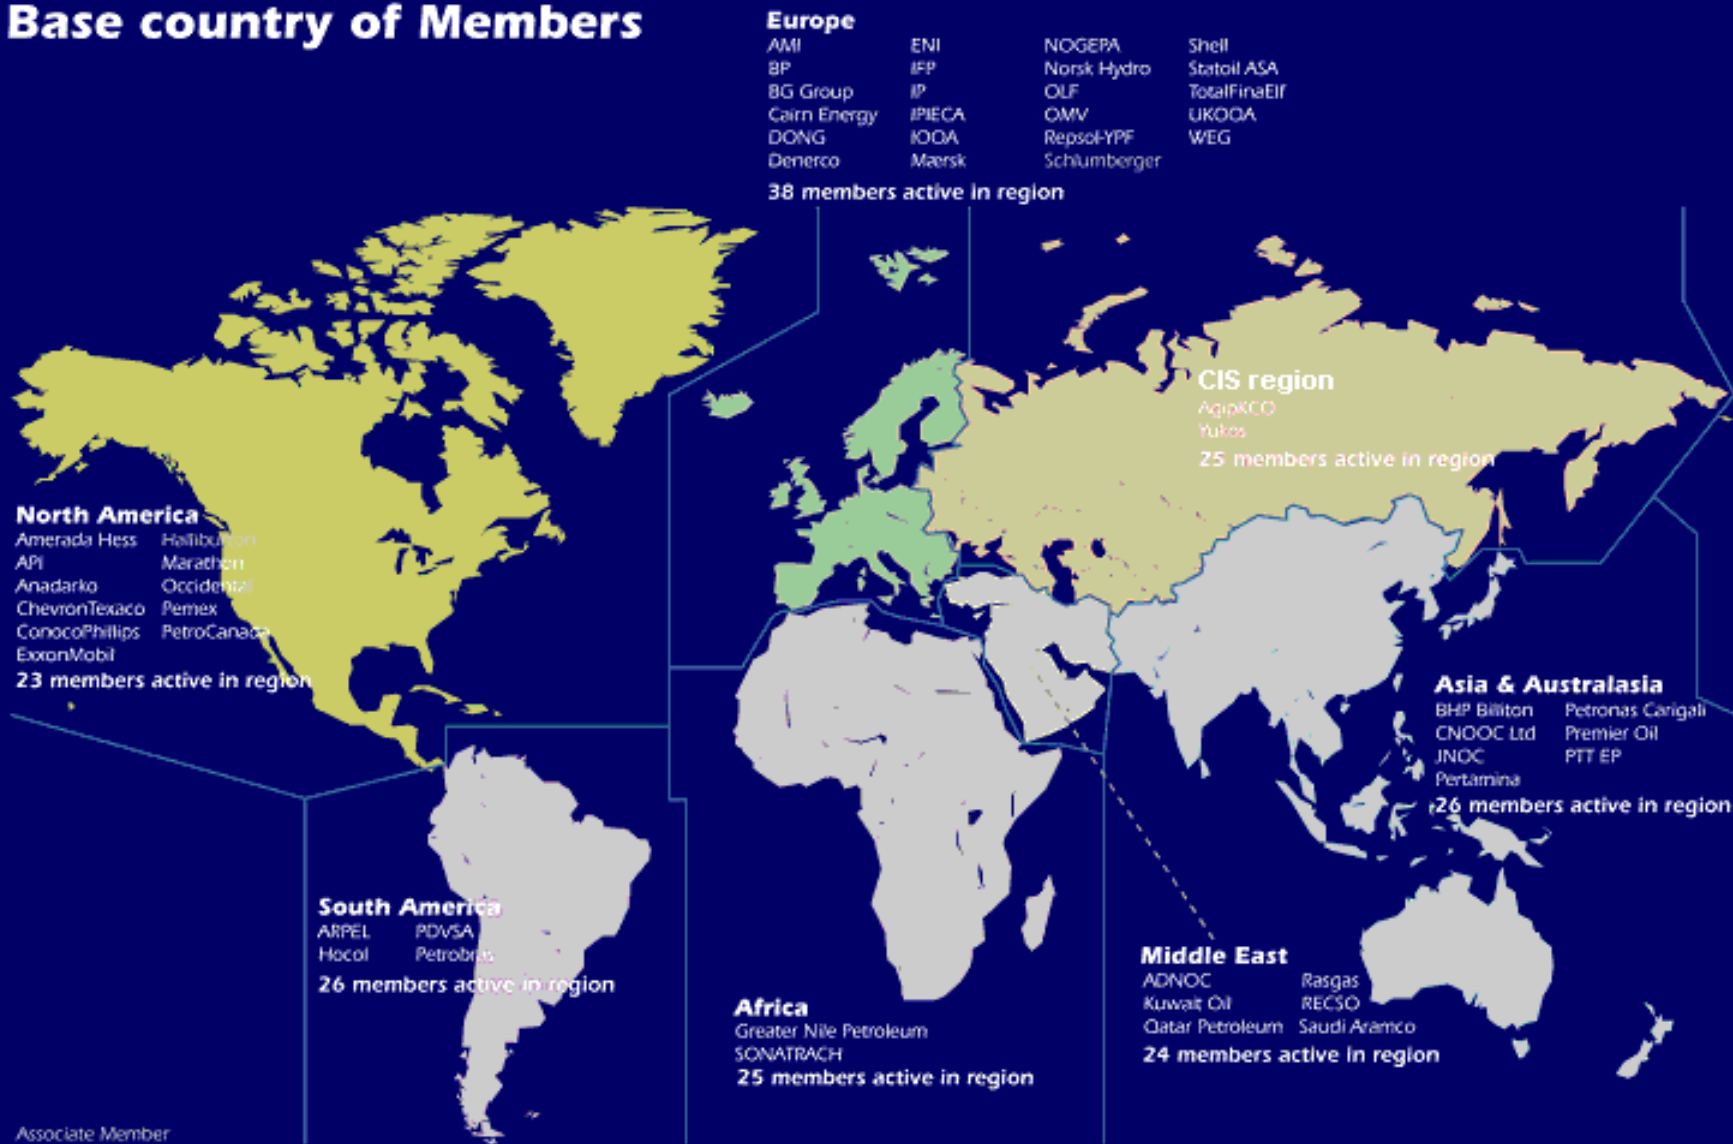 Base country of Members
Europe
AMI ENI NOGEPA Shell
BP IFP Norsk Hydro Statoil ASA
BG Group IP OLF TotalFinaElf
Cairn Energy IPIECA OMV UKOOA
DONG IOOA Repsol-YPF WEG
Denerco Mærsk Schlumberger
38 members active in region
CIS region
AgipKCO
Yukos
25 members active in region
North America
Amerada Hess Halliburton
API Marathon
Anadarko Occidental
ChevronTexaco Pemex
ConocoPhillips PetroCanada
ExxonMobil
23 members active in region
Asia & Australasia
BHP Billiton Petronas Carigali
CNOOC Ltd Premier Oil
JNOC PTT EP
Pertamina
26 members active in region
South America
ARPEL PDVSA
Hocol Petrobras
26 members active in region
Middle East
ADNOC Rasgas
Kuwait Oil RECSO
Qatar Petroleum Saudi Aramco
24 members active in region
Africa
Greater Nile Petroleum
SONATRACH
25 members active in region
Associate Member